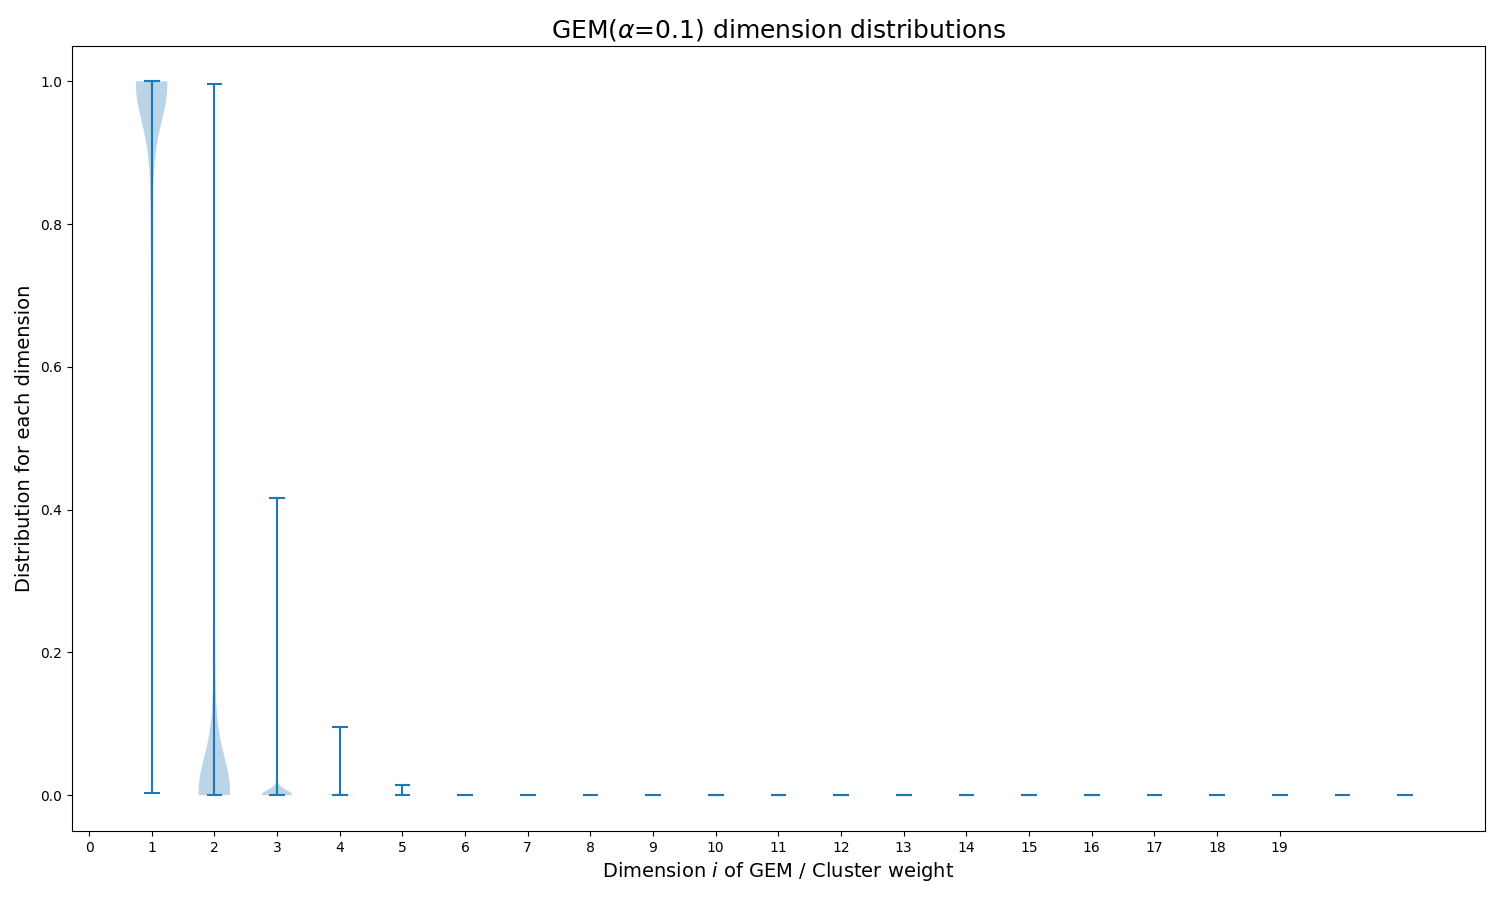 GEM(α=0.1) dimension distributions
Distribution for each dimension
1.0
0.8
0.6
0.4
0.2
0.0
0 1 2 3 4 5 6 7 8 9 10 11 12 13 14 15 16 17 18 19
Dimension i of GEM / Cluster weight